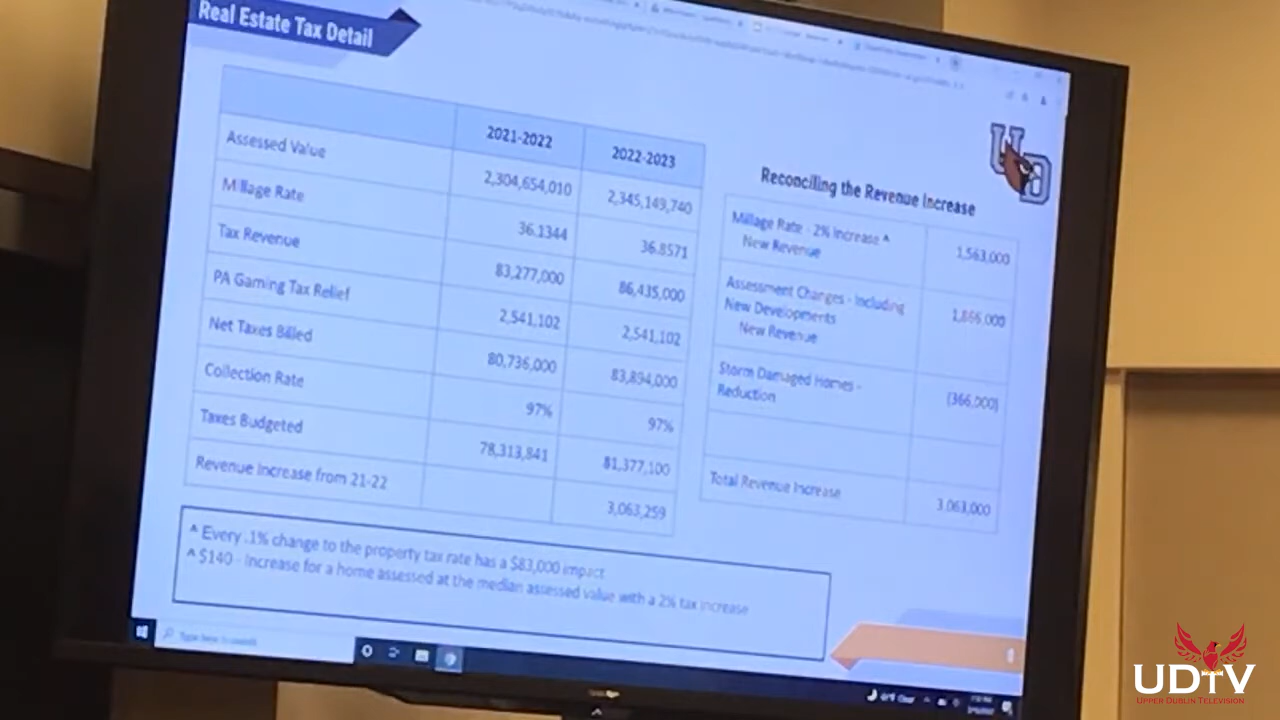 Real Estate Tax Detail
2021-2022 2022-2023
Assessed Value 2,304,654,010 2,345,149,740
Millage Rate 36.1344 36.8571
Tax Revenue 83,277,000 86,435,000
PA Gaming Tax Relief 2,541,102 2,541,102
Net Taxes Billed 80,736,000 83,894,000
Collection Rate 97% 97%
Taxes Budgeted 78,313,841 81,377,100
Revenue Increase from 21-22 3,063,259
UD
Reconciling the Revenue Increase
Millage Rate - 2% Increase ^
New Revenue 1,563,000
Assessment Changes - Including
New Developments
New Revenue
Storm Damaged Homes -
Reduction (366,000)
Total Revenue Increase 3,063,000
^ Every .1% change to the property tax rate has a $83,000 impact
^ $140 - Increase for a home assessed at the median assessed value with a 2% tax increase
Type here to search
UDTV
UPPER DUBLIN TELEVISION